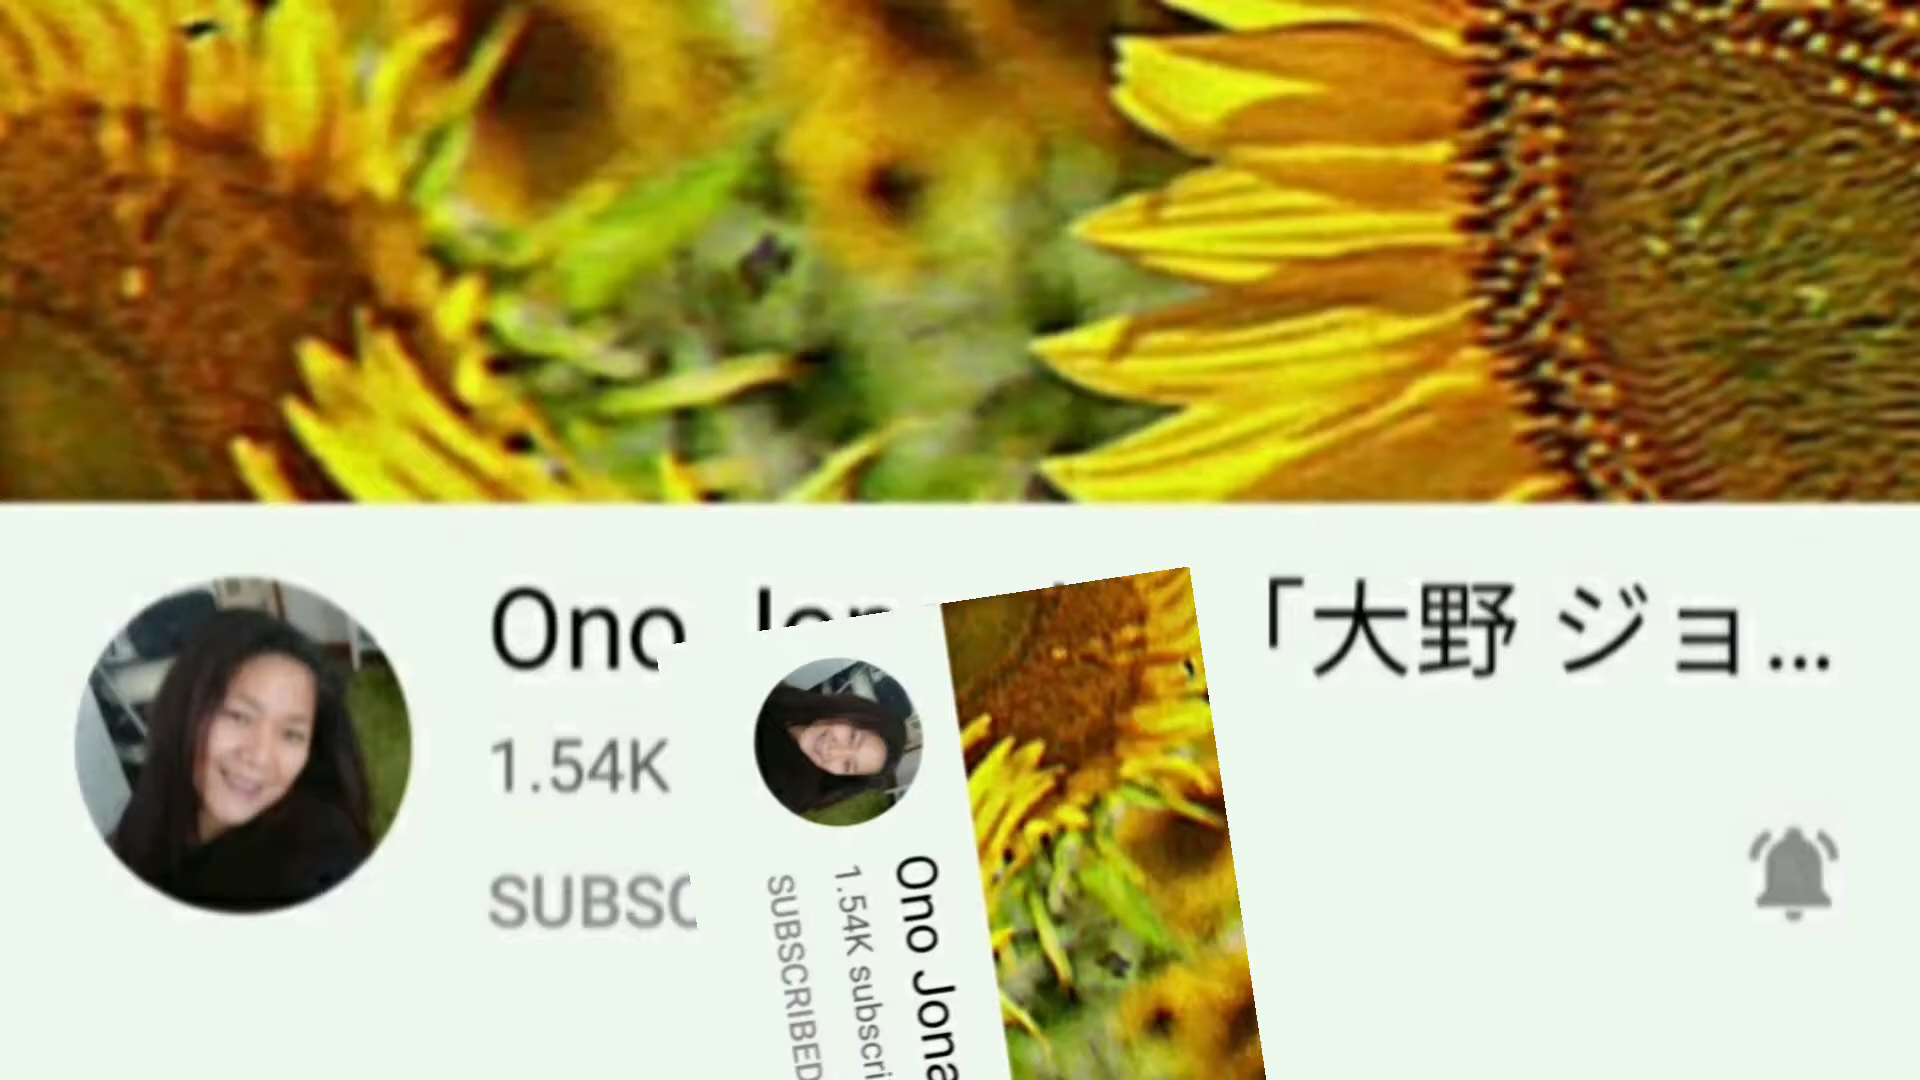 Ono 「大野 ジョ...
1.54K
SUBSC
Ono Jona
1.54K subscri
SUBSCRIBED